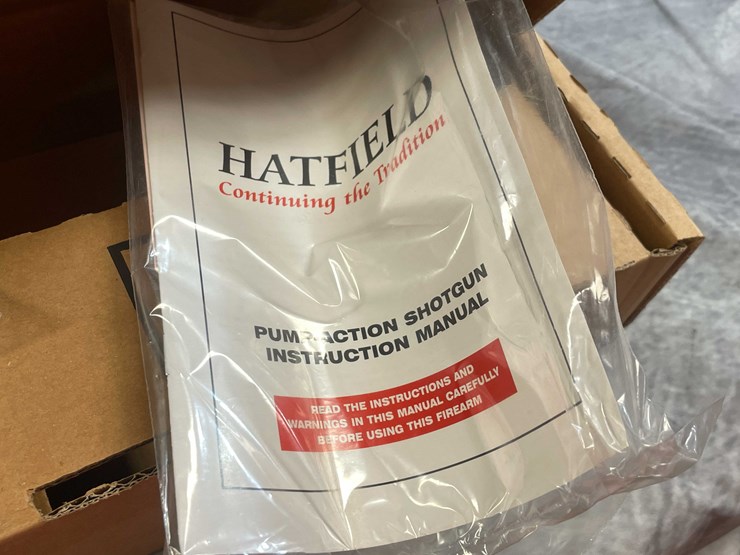 HATFIELD
Continuing the Tradition
PUMP-ACTION SHOTGUN
INSTRUCTION MANUAL
READ THE INSTRUCTIONS AND
WARNINGS IN THIS MANUAL CAREFULLY
BEFORE USING THIS FIREARM